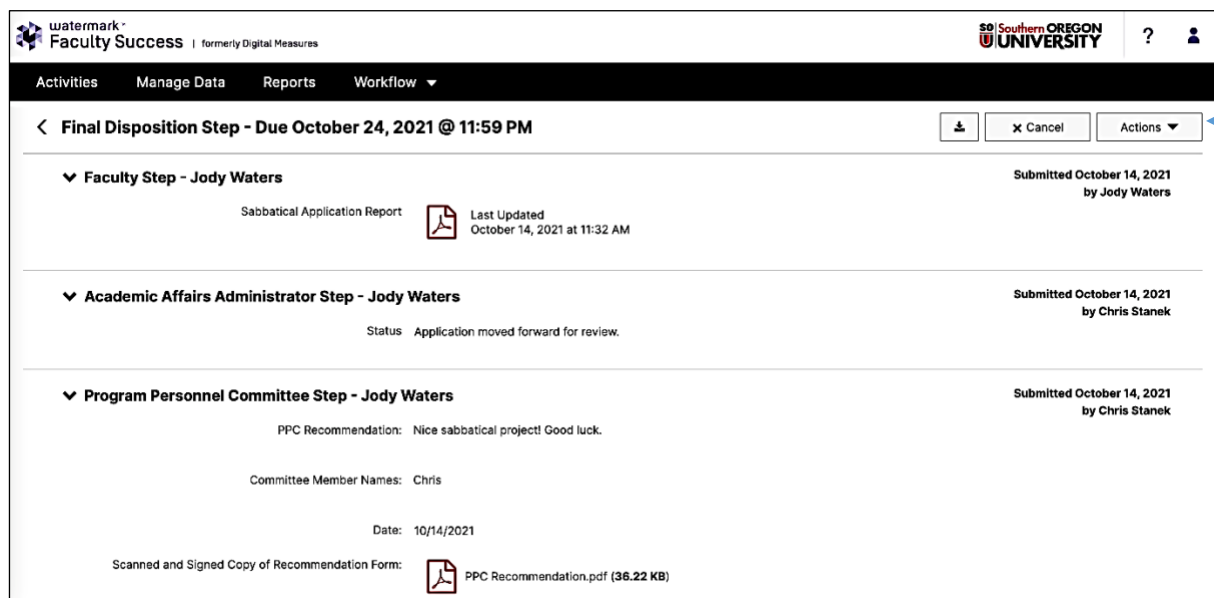 watermark
Faculty Success | formerly Digital Measures
SO Southern OREGON
U UNIVERSITY
?
Activities Manage Data Reports Workflow
Final Disposition Step - Due October 24, 2021 @ 11:59 PM
x Cancel
Actions
Faculty Step - Jody Waters
Submitted October 14, 2021
by Jody Waters
Sabbatical Application Report
Last Updated
October 14, 2021 at 11:32 AM
Academic Affairs Administrator Step - Jody Waters
Submitted October 14, 2021
by Chris Stanek
Status Application moved forward for review.
Program Personnel Committee Step - Jody Waters
Submitted October 14, 2021
by Chris Stanek
PPC Recommendation: Nice sabbatical project! Good luck.
Committee Member Names: Chris
Date: 10/14/2021
Scanned and Signed Copy of Recommendation Form:
PPC Recommendation.pdf (36.22 KB)